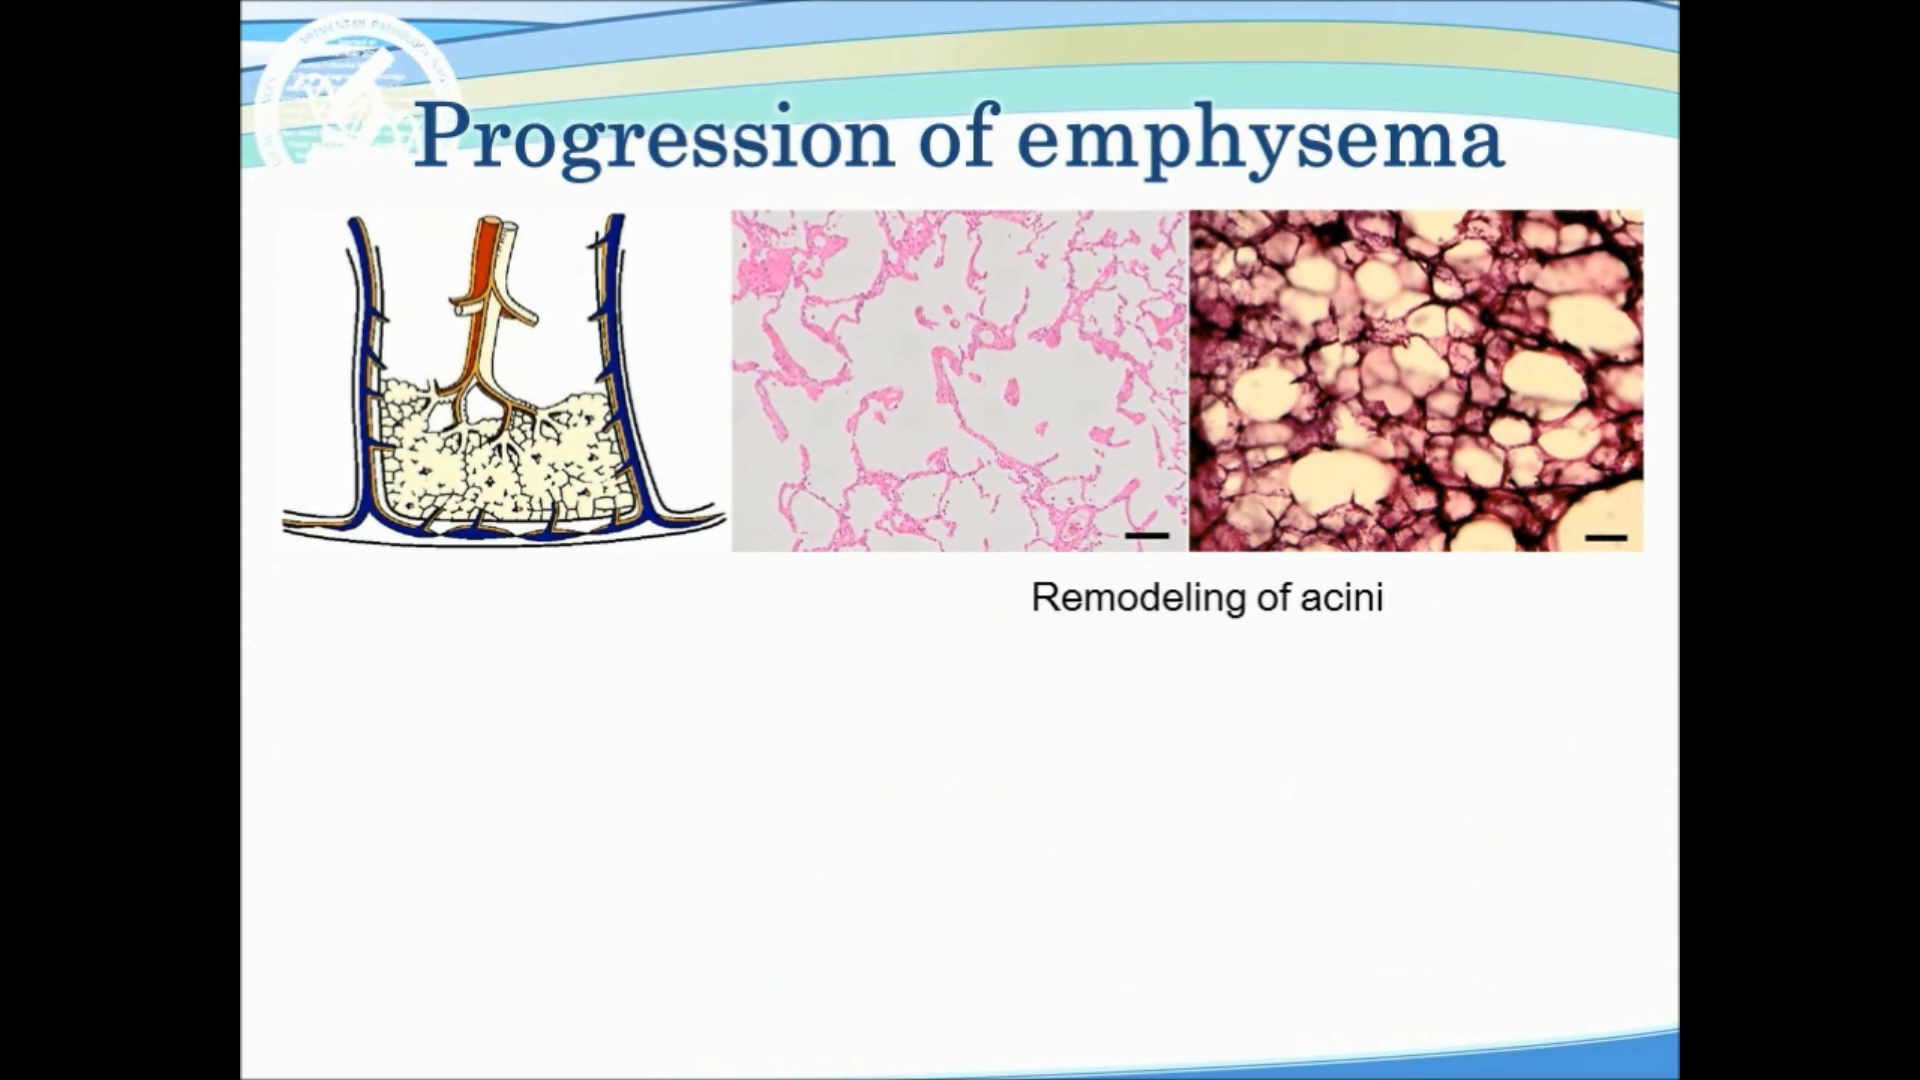 Progression of emphysema
Remodeling of acini